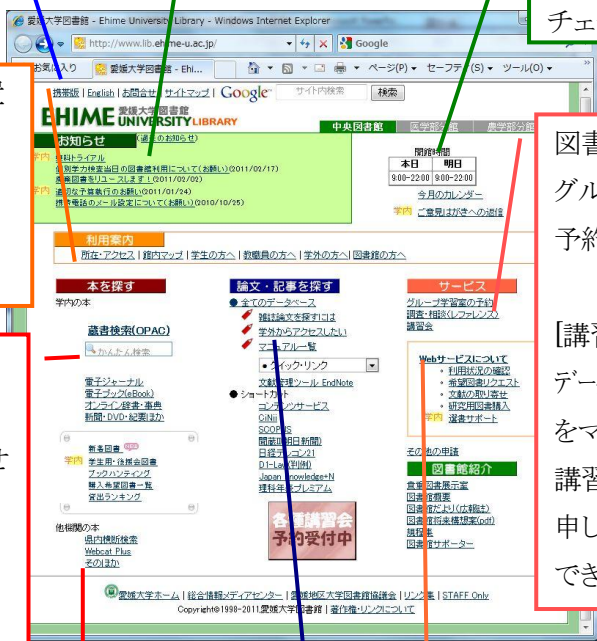 愛媛大学図書館 - Ehime University Library - Windows Internet Explorer
チェ
http://www.lib.ehime-u.ac.jp/
Google
お気に入り
愛媛大学図書館 - Ehi...
ページ(P)
セーフティ(S)
ツール(O)
携帯版 | English | お問合せ | サイトマップ | Google サイト内検索 検索
EHIME UNIVERSITY LIBRARY
愛媛大学図書館
中央図書館 医学部分館 農学部分館
お知らせ (過去のお知らせ)
学内
無料トライアル
個別学力検査当日の図書館利用について(お願い)(2011/02/17)
廃棄図書をリユースします!(2011/02/02)
学内
適切な予算執行のお願い(2011/01/24)
携帯電話のメール設定について(お願い)(2010/10/25)
開館時間
本日 明日
9:00-22:00 9:00-22:00
今月のカレンダー
学内 ご意見はがきへの返信
利用案内
所在・アクセス | 館内マップ | 学生の方へ | 教職員の方へ | 学外の方へ | 図書館の方へ
本を探す
学内の本
蔵書検索(OPAC)
かんたん検索
電子ジャーナル
電子ブック(eBook)
オンライン辞書・事典
新聞・DVD・紀要ほか
新着図書
学内 学生用・後援会図書
ブックハンティング
購入希望図書一覧
貸出ランキング
他機関の本
県内横断検索
Webcat Plus
そのほか
論文・記事を探す
● 全てのデータベース
雑誌論文を探すには
学外からアクセスしたい
マニュアル一覧
● クイック・リンク
文献管理ツール EndNote
● ショートカット
コンテンツサービス
CiNii
SCOPUS
聞蔵II(朝日新聞)
日経テレコン21
D1-Law(判例)
Japan Knowledge+N
理科年表プレミアム
各種講習会
予約受付中
サービス
グループ学習室の予約
調査・相談(レファレンス)
講習会
Webサービスについて
・ 利用状況の確認
・ 希望図書リクエスト
・ 文献の取り寄せ
・ 研究用図書購入
学内 選書サポート
その他の申請
図書館紹介
貴重図書展示室
図書館概要
図書館だより(広報誌)
図書館将来構想案(pdf)
規程集
図書館サポーター
愛媛大学ホーム | 総合情報メディアセンター | 愛媛地区大学図書館協議会 | リンク集 | STAFF Only
Copyright©1998-2011,愛媛大学図書館 | 著作権・リンクについて
図書
グル
予約
[講習
デー
をマ
講習
申し
でき
せ